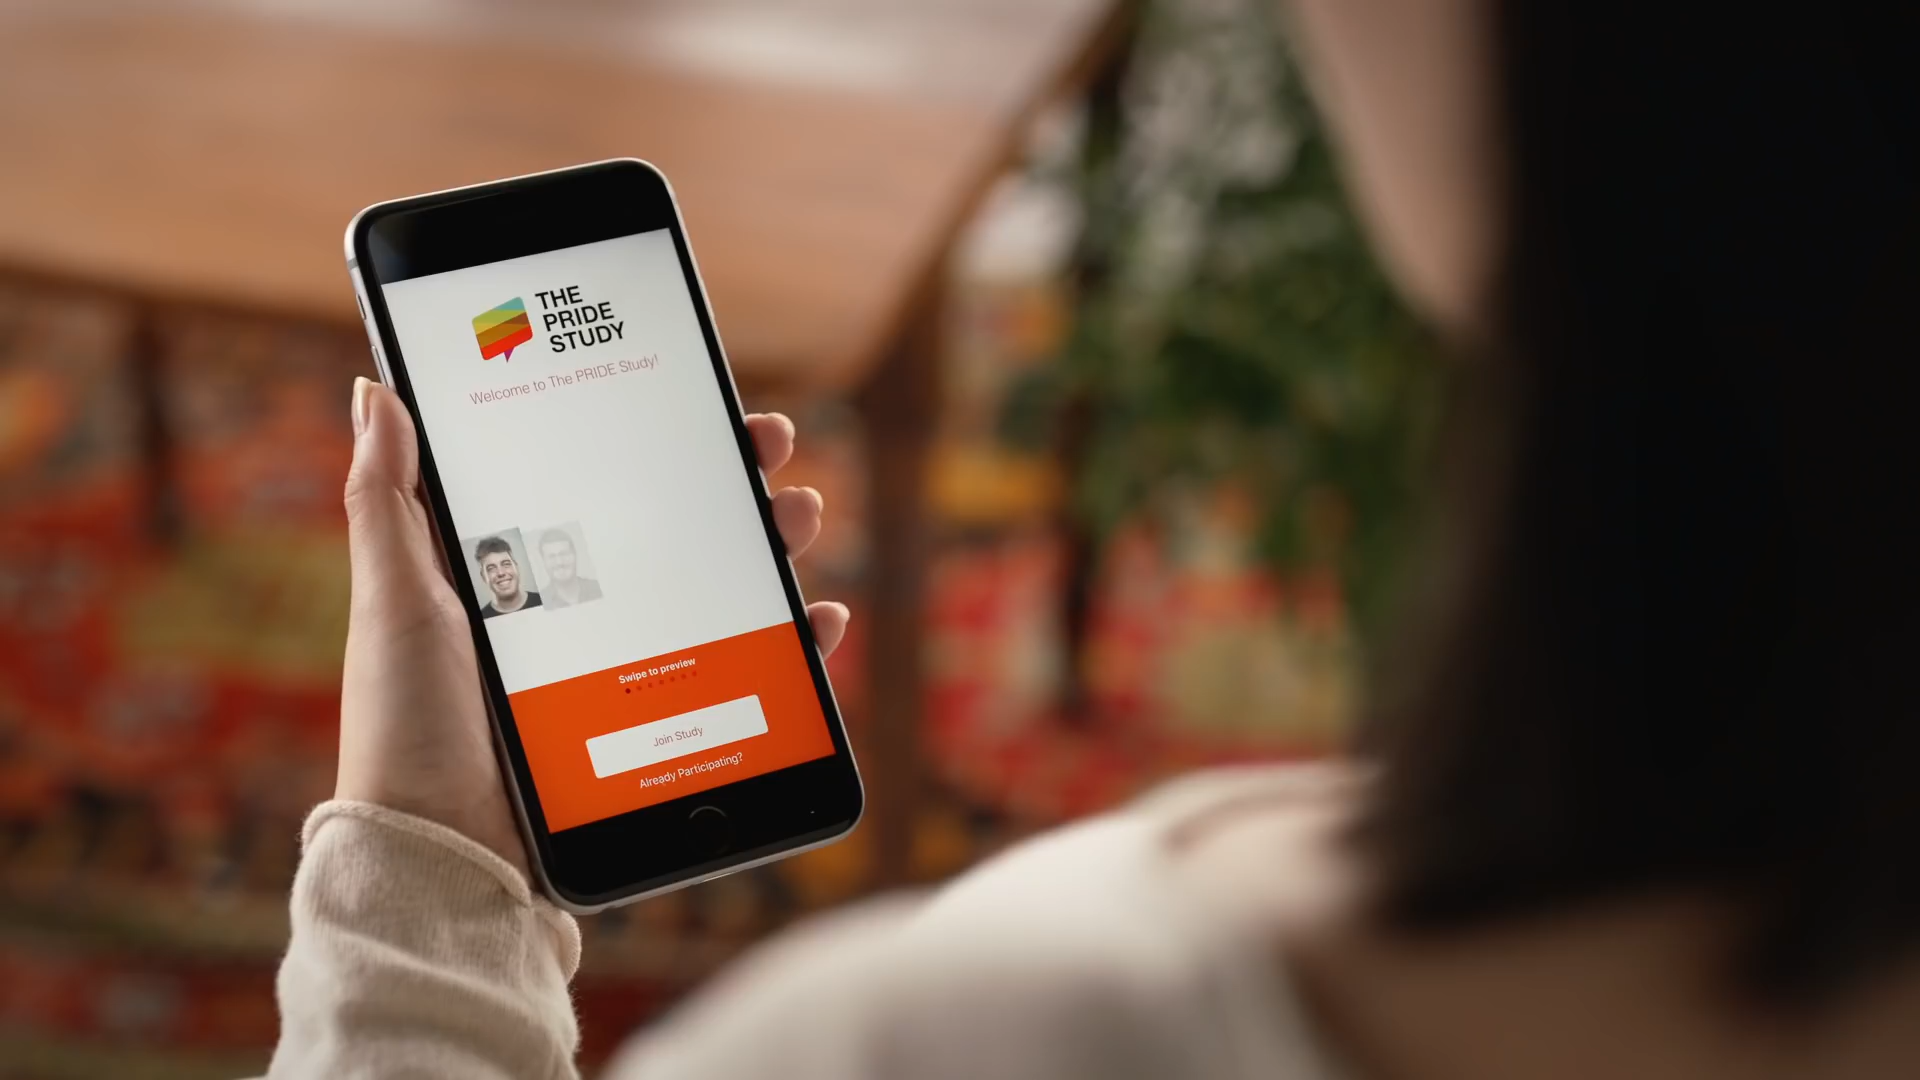 THE
PRIDE
STUDY
Welcome to The PRIDE Study!
Swipe to preview
Join Study
Already Participating?